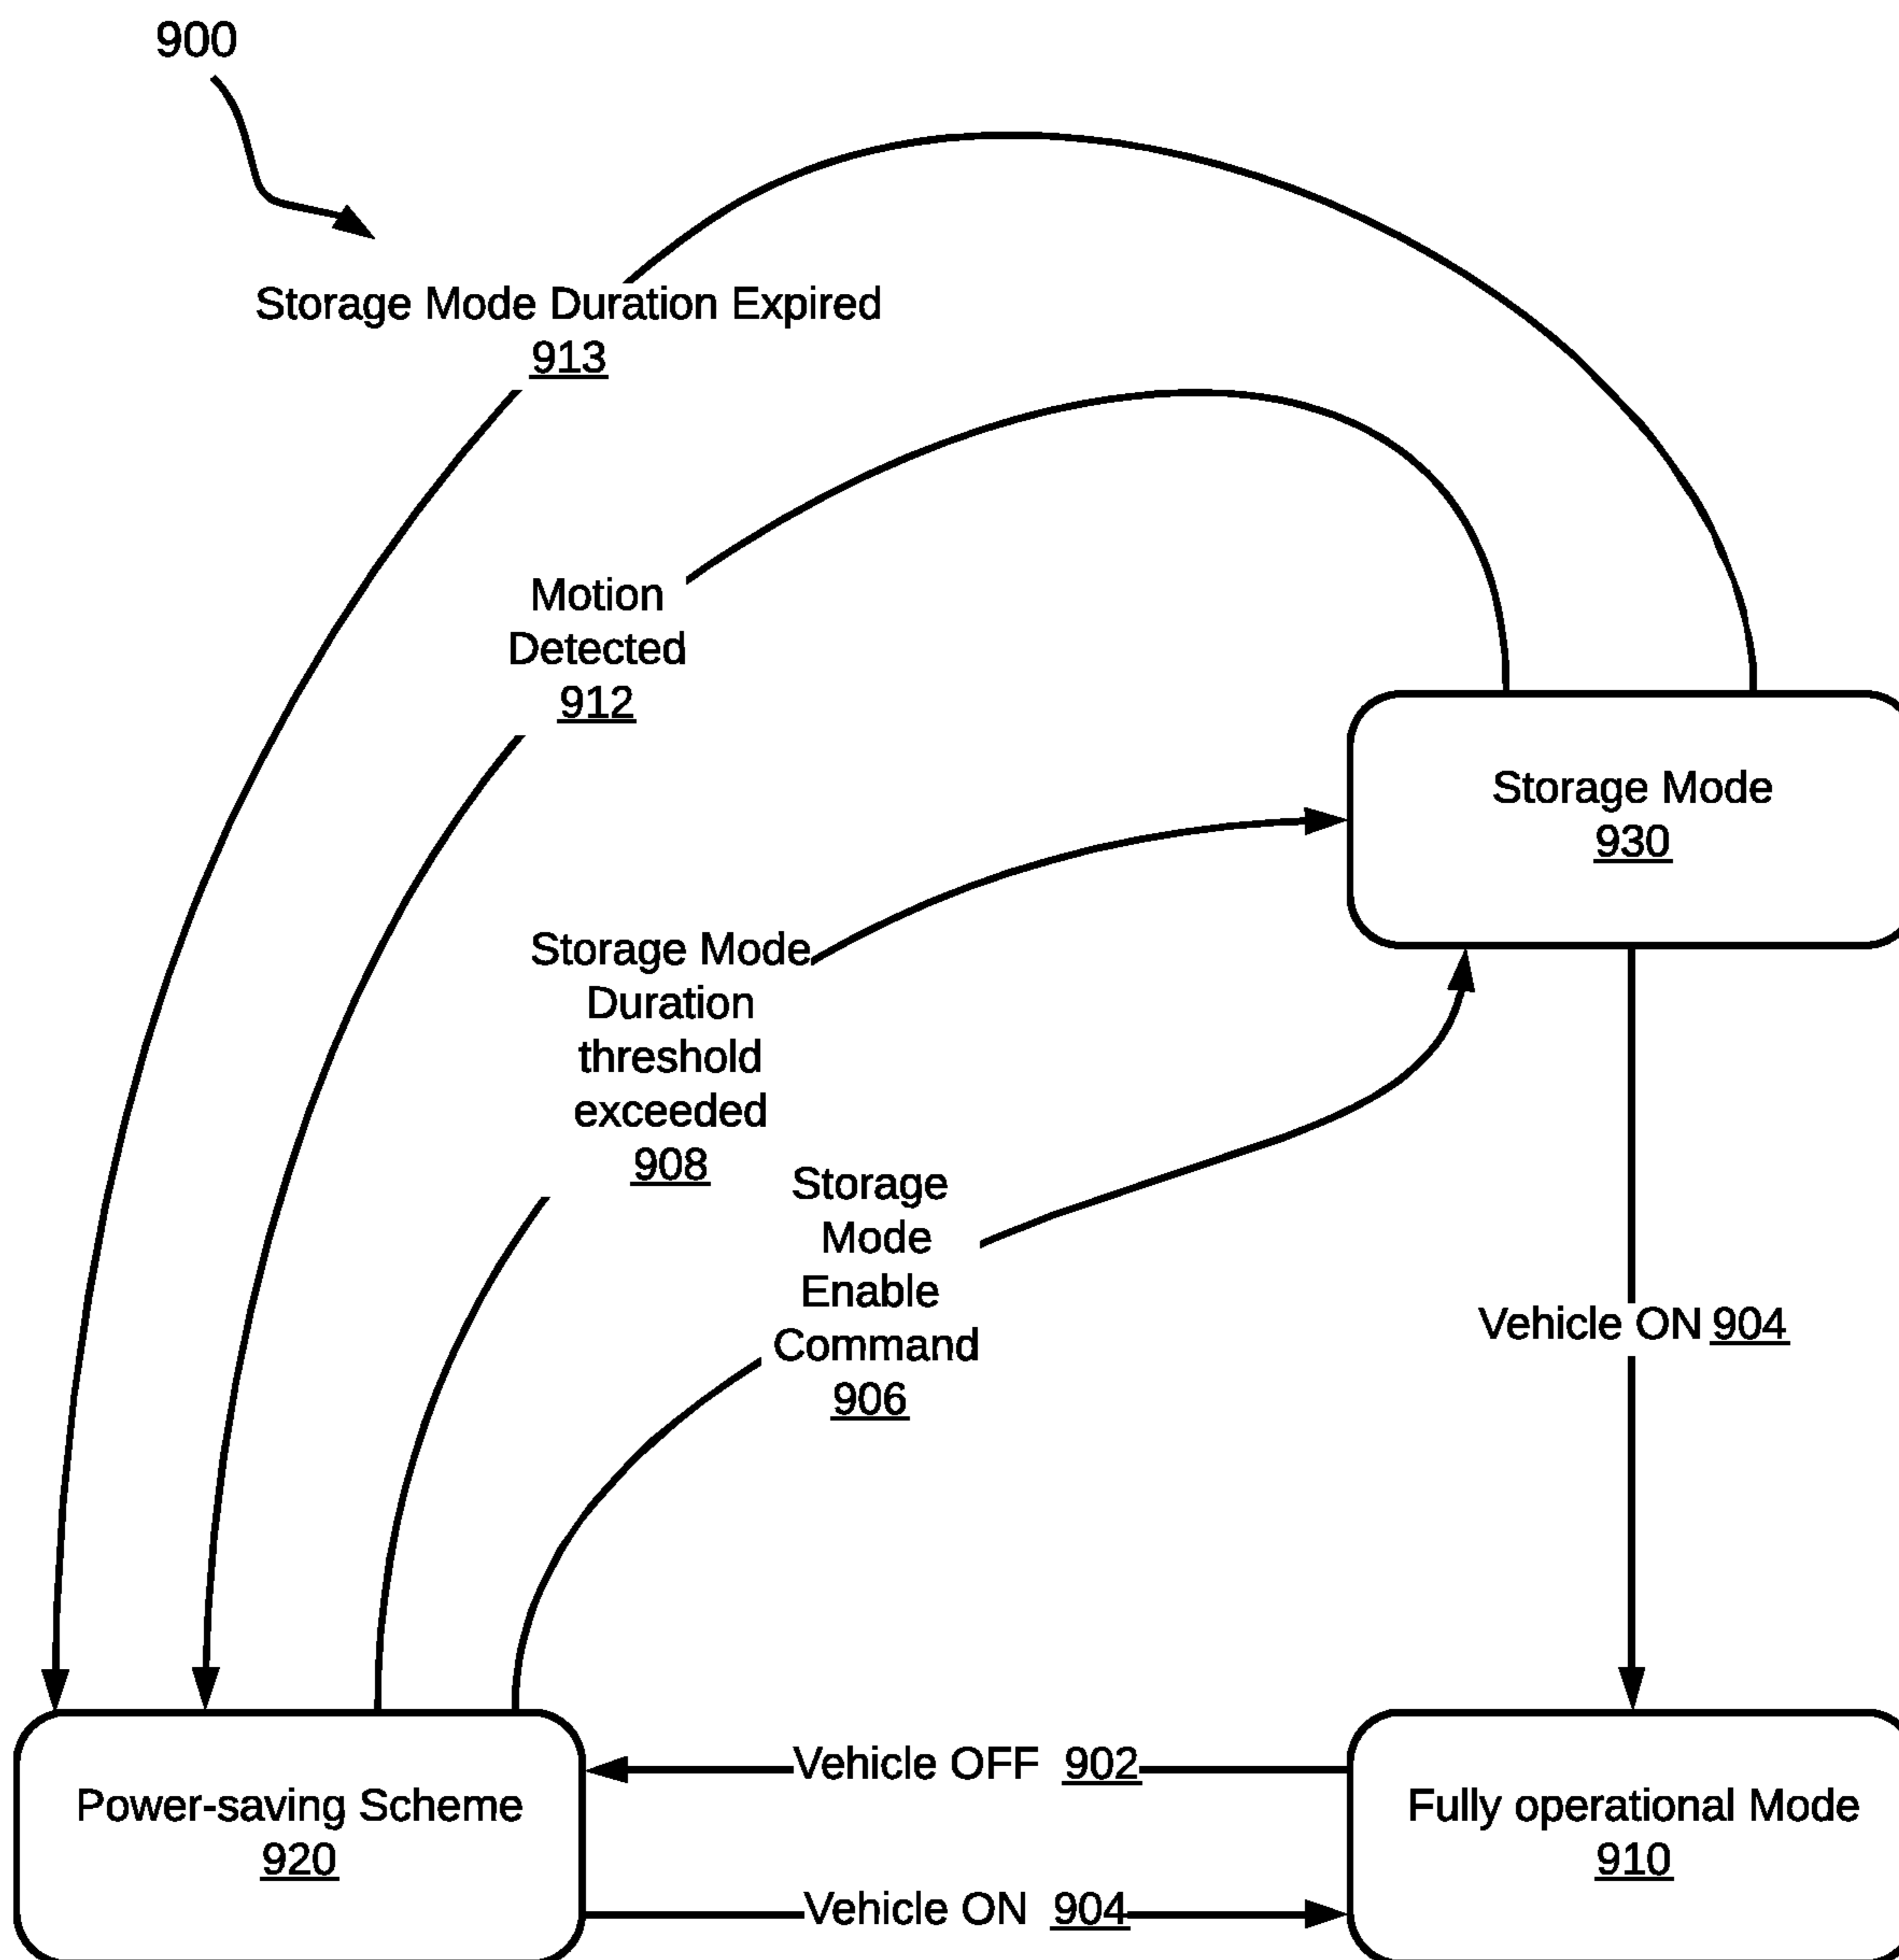 900
Storage Mode Duration Expired
913
Motion
Detected
912
Storage Mode
930
Storage Mode
Duration
threshold
exceeded
908
Storage
Mode
Enable
Command
906
Vehicle ON 904
Vehicle OFF 902
Power-saving Scheme
920
Fully operational Mode
910
Vehicle ON 904